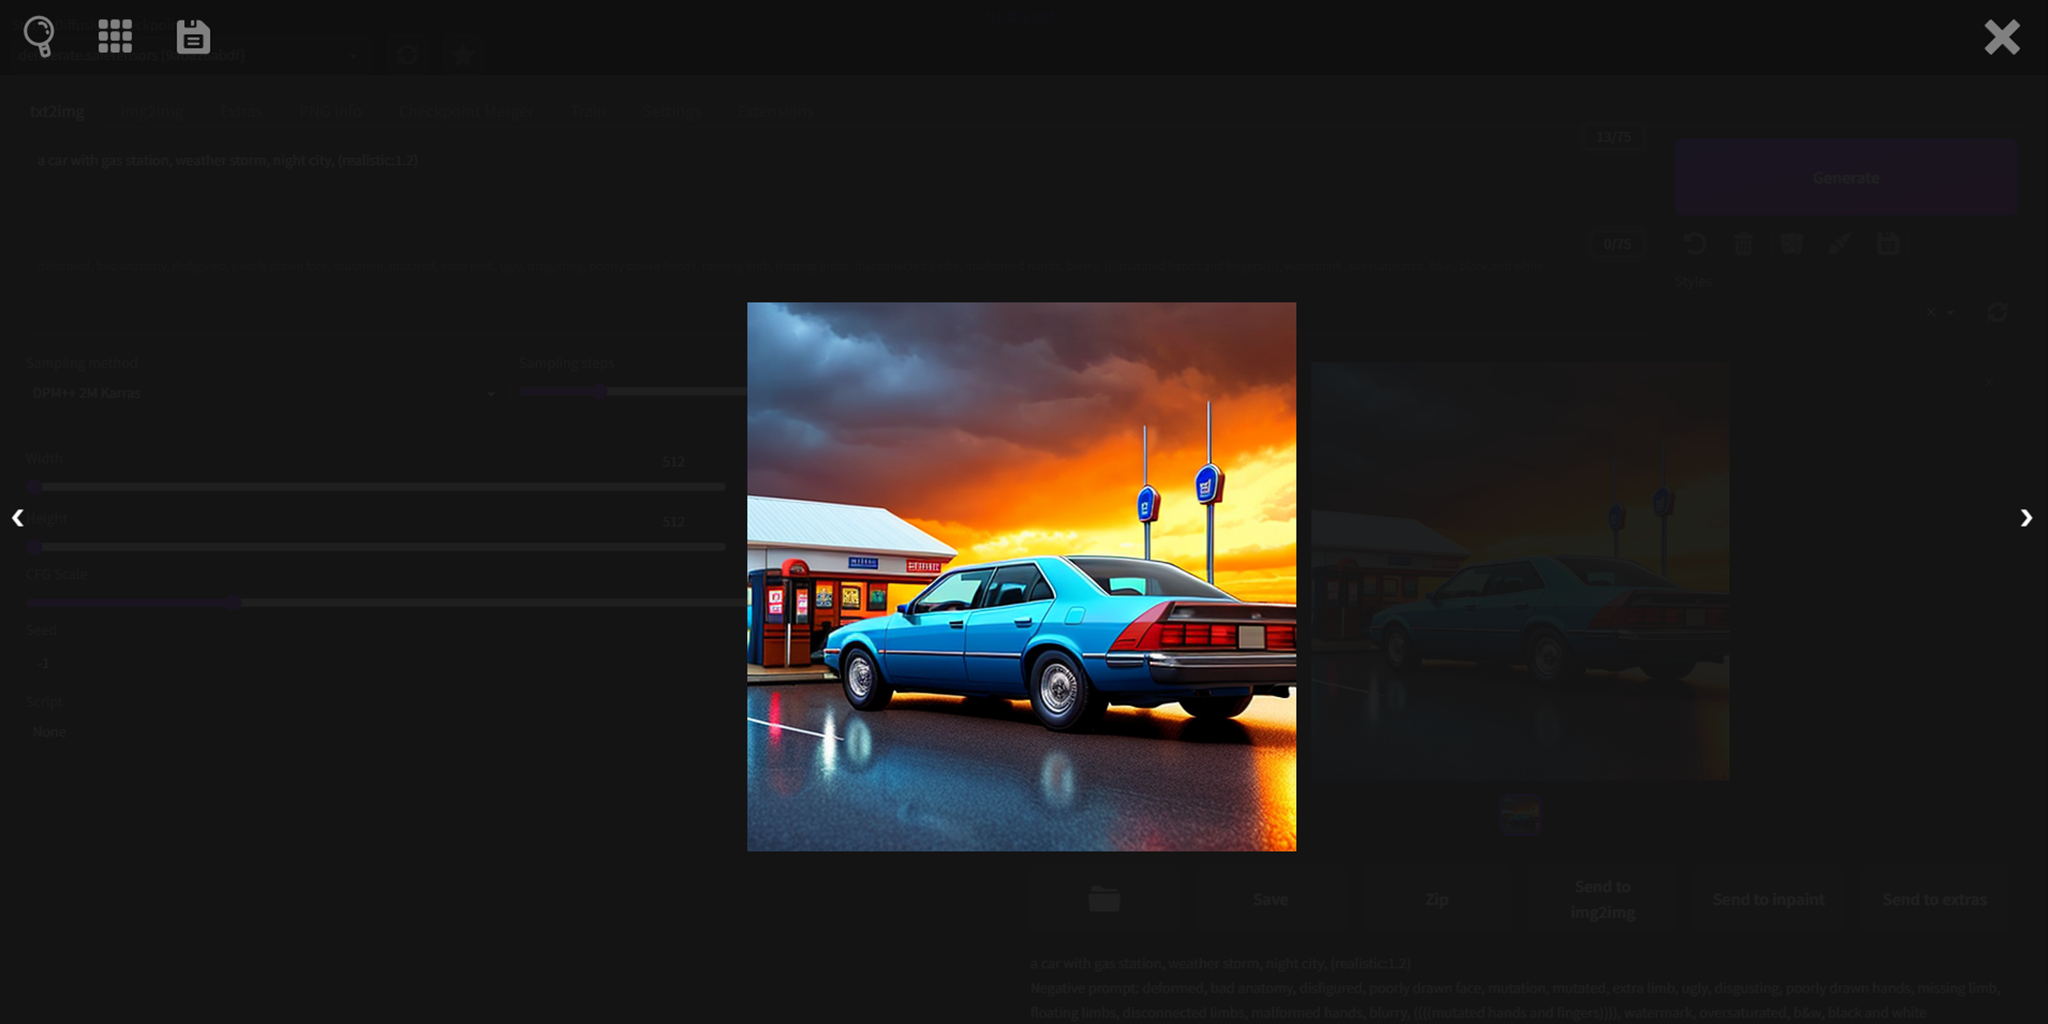 txt2img img2img Extras PNG Info Checkpoint Merger Train Settings Extensions
13/75
a car with gas station, weather storm, night city, (realistic:1.2)
Generate
0/75
Styles
Sampling method
Sampling steps
DPM++ 2M Karras
Width
512
Height
512
CFG Scale
Seed
-1
Script
None
Save
Zip
Send to
img2img
Send to inpaint
Send to extras
a car with gas station, weather storm, night city, (realistic:1.2)
Negative prompt: deformed, bad anatomy, disfigured, poorly drawn face, mutation, mutated, extra limb, ugly, disgusting, poorly drawn hands, missing limb,
floating limbs, disconnected limbs, malformed hands, blurry, ((((mutated hands and fingers)))), watermark, oversaturated, b&w, black and white